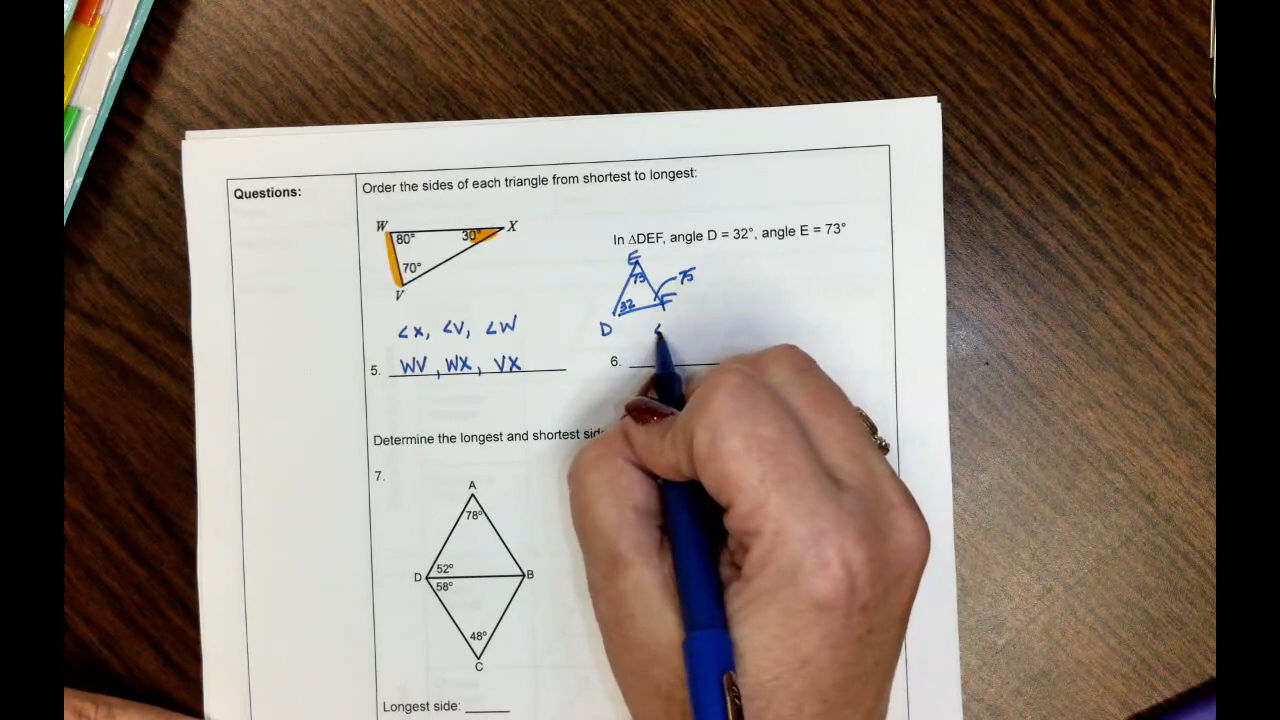 Questions:
Order the sides of each triangle from shortest to longest:
W
80°
30°
X
70°
V
∠X, ∠V, ∠W
5. WV, WX, VX
In ΔDEF, angle D = 32°, angle E = 73°
E
73
75
32
F
D
∠
6.
Determine the longest and shortest
7.
A
78°
D
52°
B
58°
48°
C
Longest side: